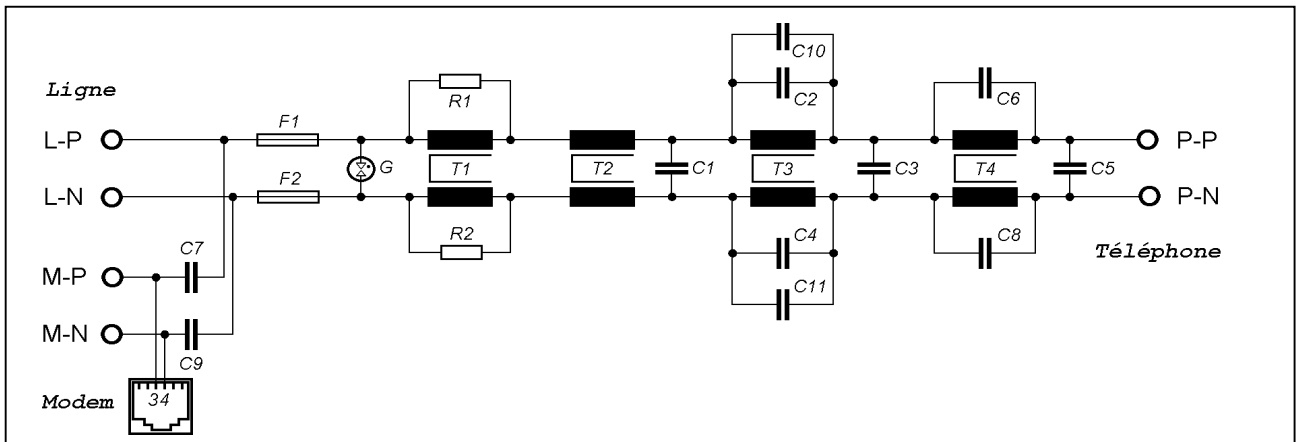 C10
C2
C6
R1
Ligne
F1
L-P
P-P
G
T1
T2
C1
T3
C3
T4
C5
L-N
F2
P-N
R2
C4
C8
Téléphone
C7
M-P
C11
M-N
C9
Modem
34